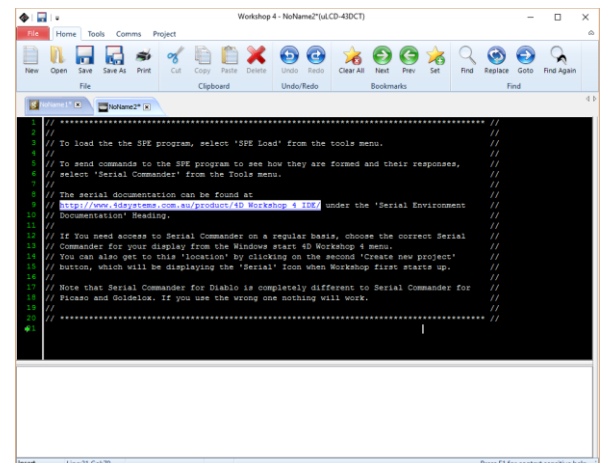 Workshop 4 - NoName2*(uLCD-43DCT)
File Home Tools Comms Project
New Open Save Save As Print Cut Copy Paste Delete Undo Redo Clear All Next Prev Set Find Replace Goto Find Again
File Clipboard Undo/Redo Bookmarks Find
NoName1* NoName2*
1 // ************************************************************************************ //
2 // //
3 // To load the the SPE program, select 'SPE Load' from the tools menu. //
4 // //
5 // To send commands to the SPE program to see how they are formed and their responses, //
6 // select 'Serial Commander' from the Tools menu. //
7 // //
8 // The serial documentation can be found at //
9 // http://www.4dsystems.com.au/product/4D_Workshop_4_IDE/ under the 'Serial Environment //
10 // Documentation' Heading. //
11 // //
12 // If You need access to Serial Commander on a regular basis, choose the correct Serial //
13 // Commander for your display from the Windows start 4D Workshop 4 menu. //
14 // You can also get to this 'location' by clicking on the second 'Create new project' //
15 // button, which will be displaying the 'Serial' Icon when Workshop first starts up. //
16 // //
17 // Note that Serial Commander for Diablo is completely different to Serial Commander for //
18 // Picaso and Goldelox. If you use the wrong one nothing will work. //
19 // //
20 // ************************************************************************************ //
21